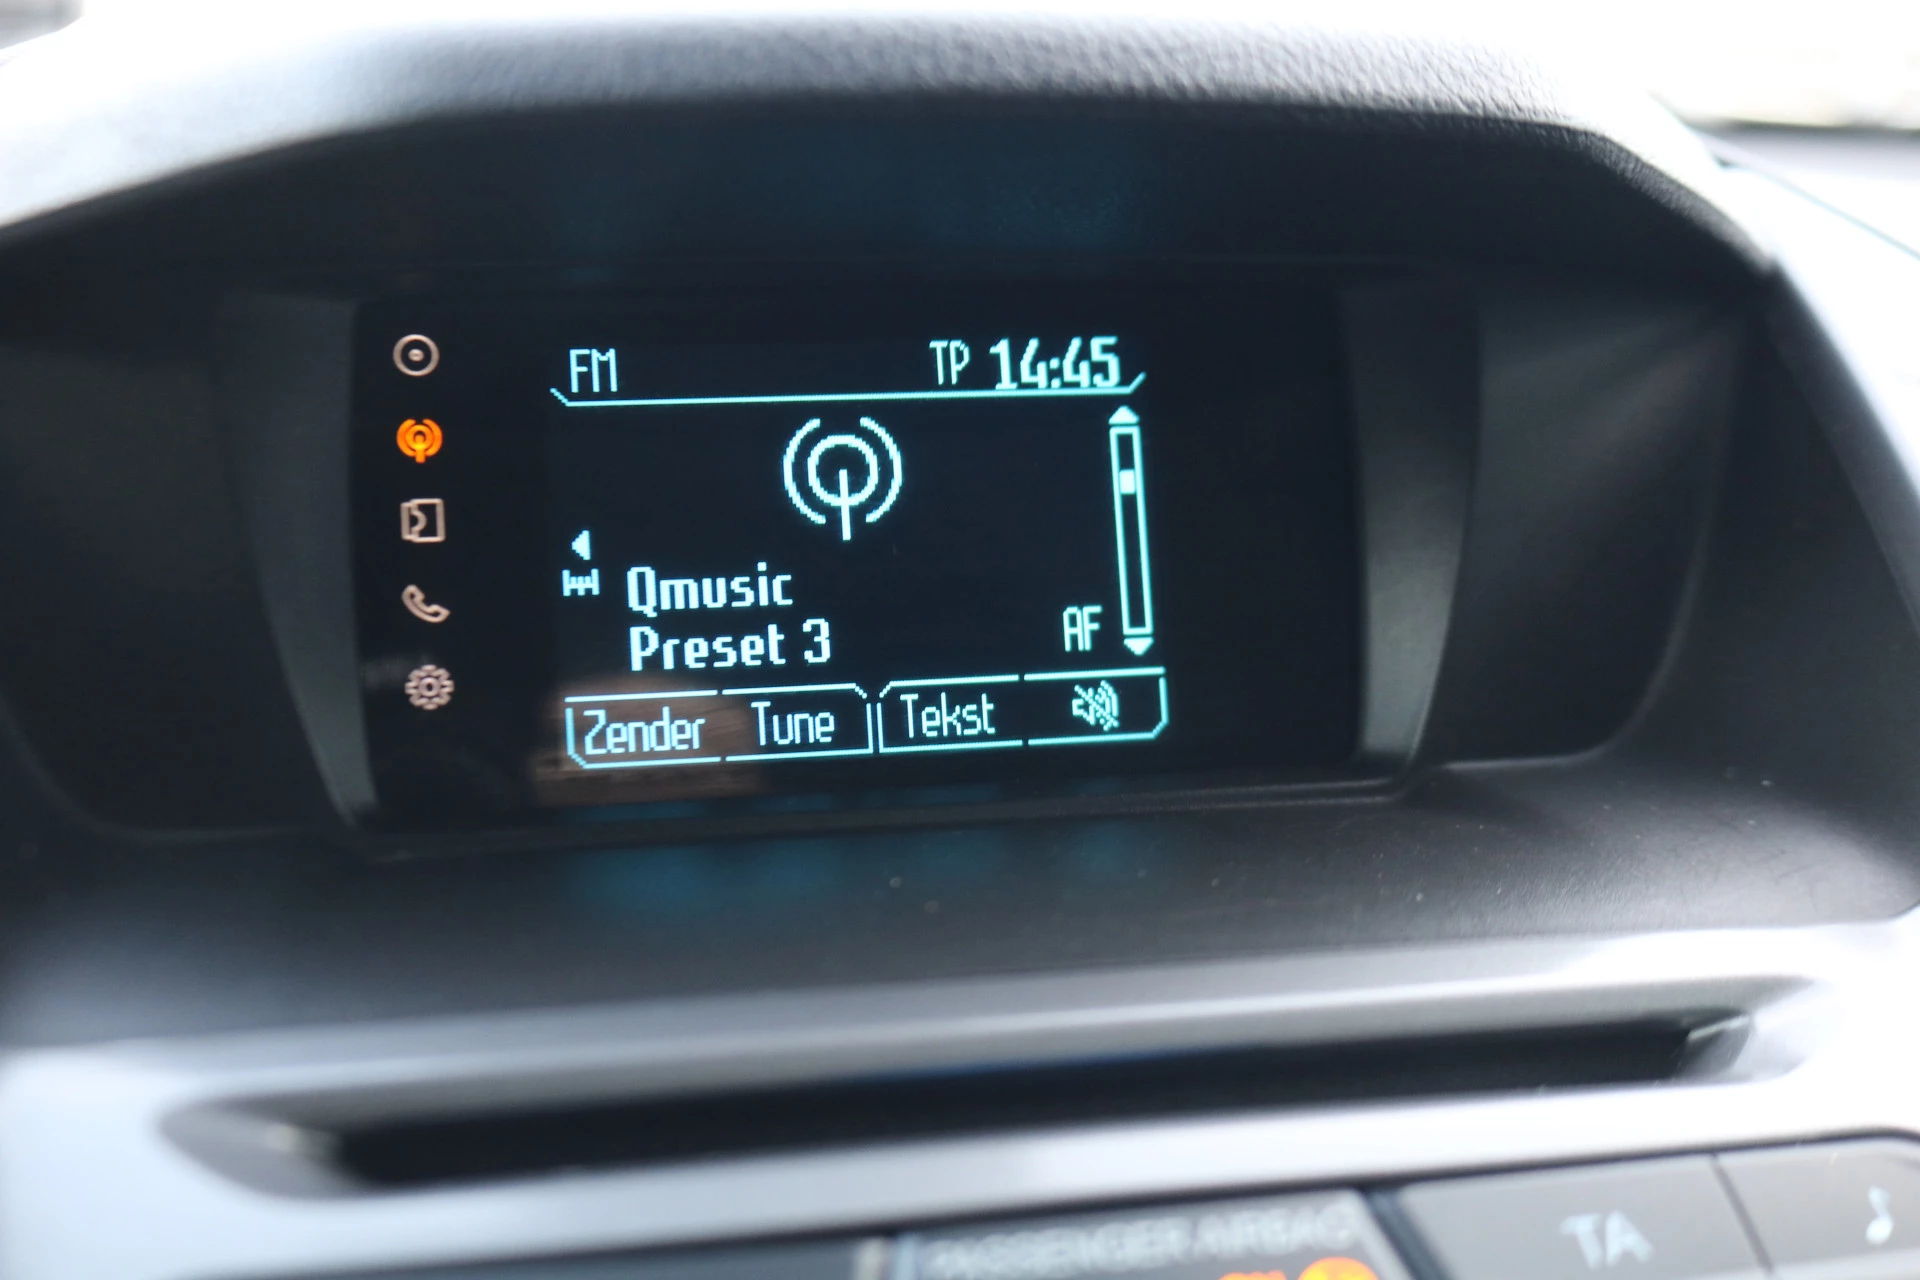 FM TP 14:45
Qmusic
Preset 3 AF
Zender Tune Tekst
PASSENGER AIRBAG
TA